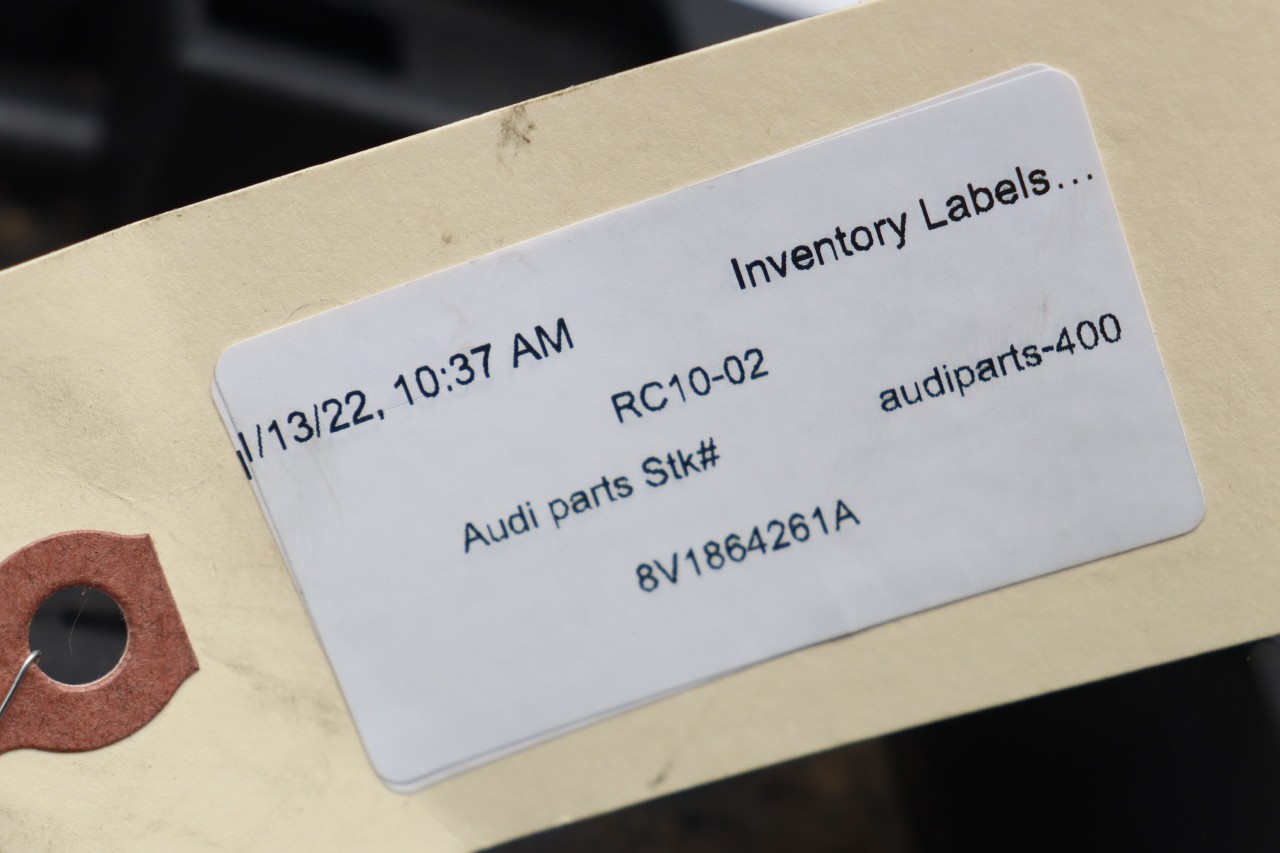 1/13/22, 10:37 AM
Inventory Labels...
RC10-02
audiparts-400
Audi parts Stk#
8V1864261A